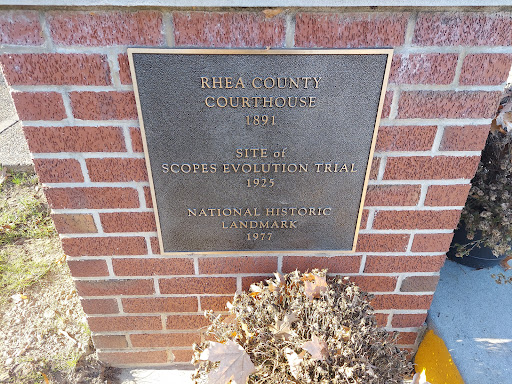 RHEA COUNTY
COURTHOUSE
1891
SITE of
SCOPES EVOLUTION TRIAL
1925
NATIONAL HISTORIC
LANDMARK
1977